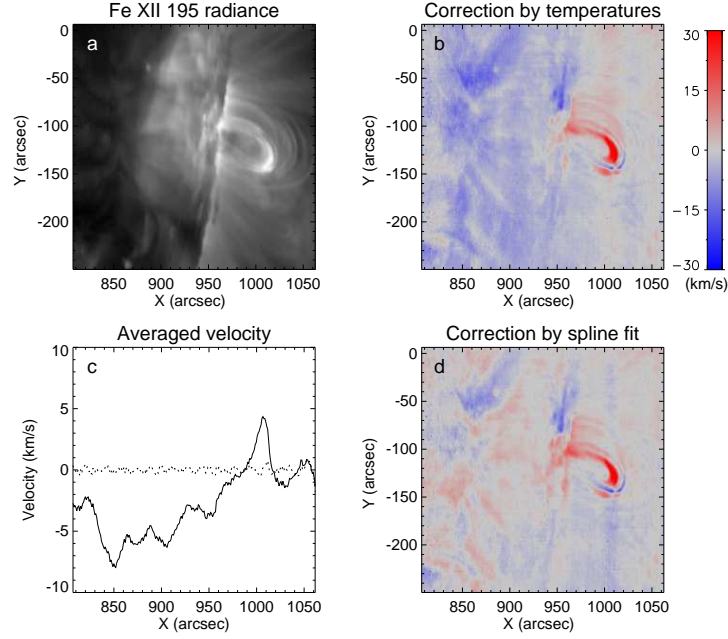 Fe XII 195 radiance
a
0
-50
-100
-150
-200
Y (arcsec)
850 900 950 1000 1050
X (arcsec)
Correction by temperatures
b
0
-50
-100
-150
-200
Y (arcsec)
850 900 950 1000 1050
X (arcsec)
30
15
0
-15
-30
(km/s)
Averaged velocity
c
10
5
0
-5
-10
Velocity (km/s)
850 900 950 1000 1050
X (arcsec)
Correction by spline fit
d
0
-50
-100
-150
-200
Y (arcsec)
850 900 950 1000 1050
X (arcsec)